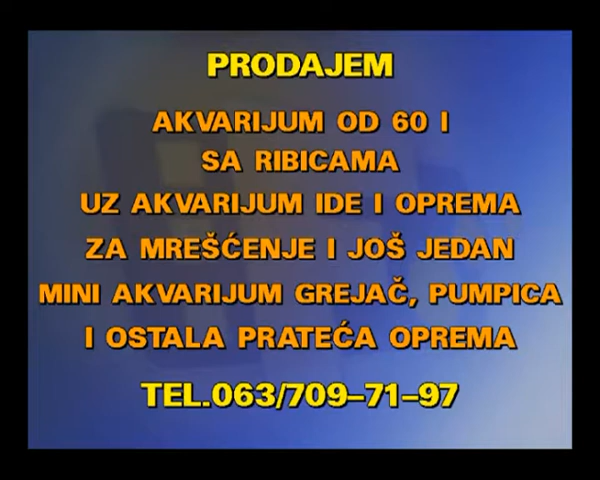 PRODAJEM
AKVARIJUM OD 60 l
SA RIBICAMA
UZ AKVARIJUM IDE I OPREMA
ZA MREŠĆENJE I JOŠ JEDAN
MINI AKVARIJUM GREJAČ, PUMPICA
I OSTALA PRATEĆA OPREMA
TEL.063/709–71–97